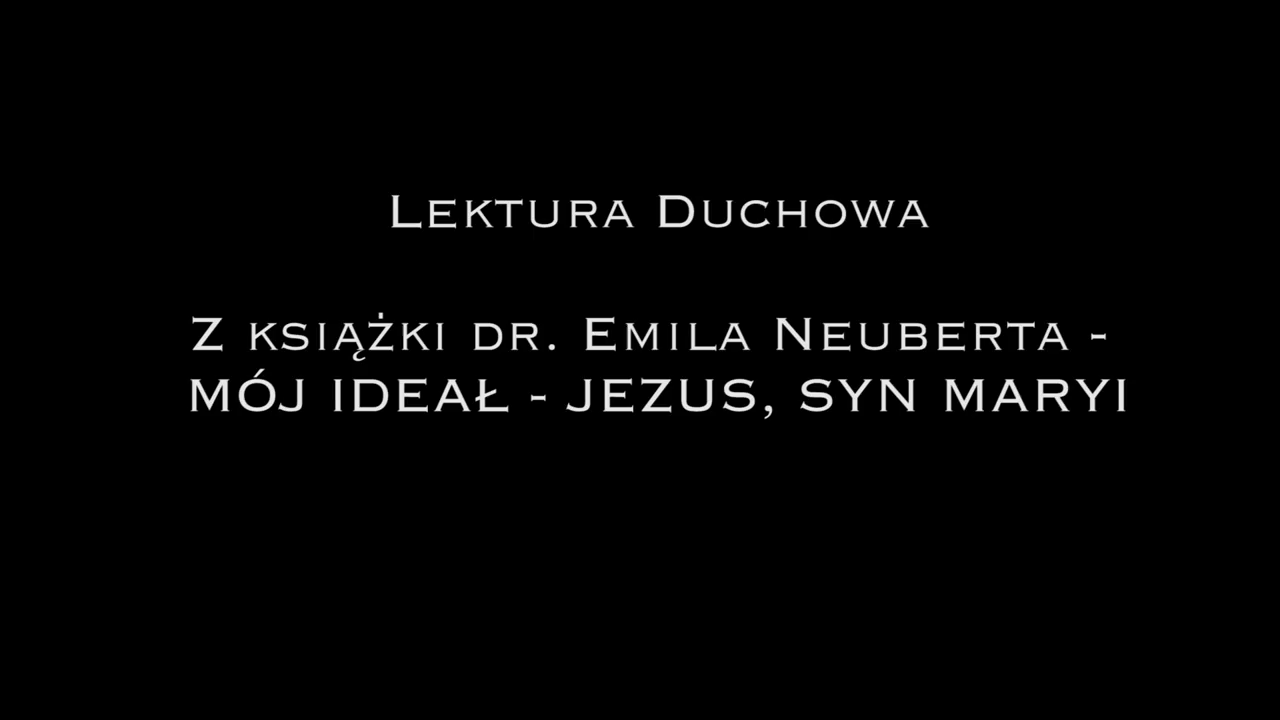 Lektura Duchowa
Z książki dr. Emila Neuberta -
MÓJ IDEAŁ - JEZUS, SYN MARYI